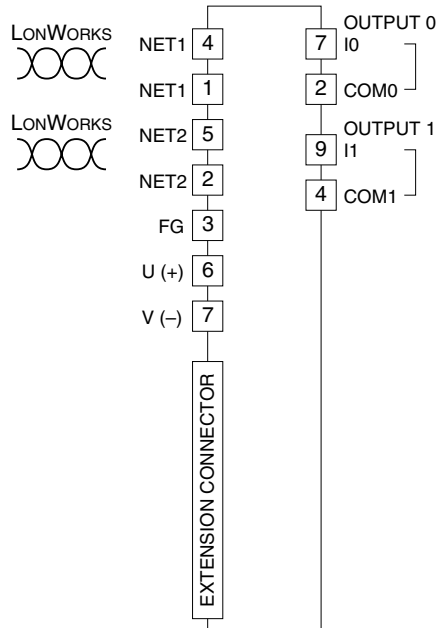 LONWORKS
NET1 4
NET1 1
LONWORKS
NET2 5
NET2 2
FG 3
U (+) 6
V (–) 7
EXTENSION CONNECTOR
OUTPUT 0
7 I0
2 COM0
OUTPUT 1
9 I1
4 COM1